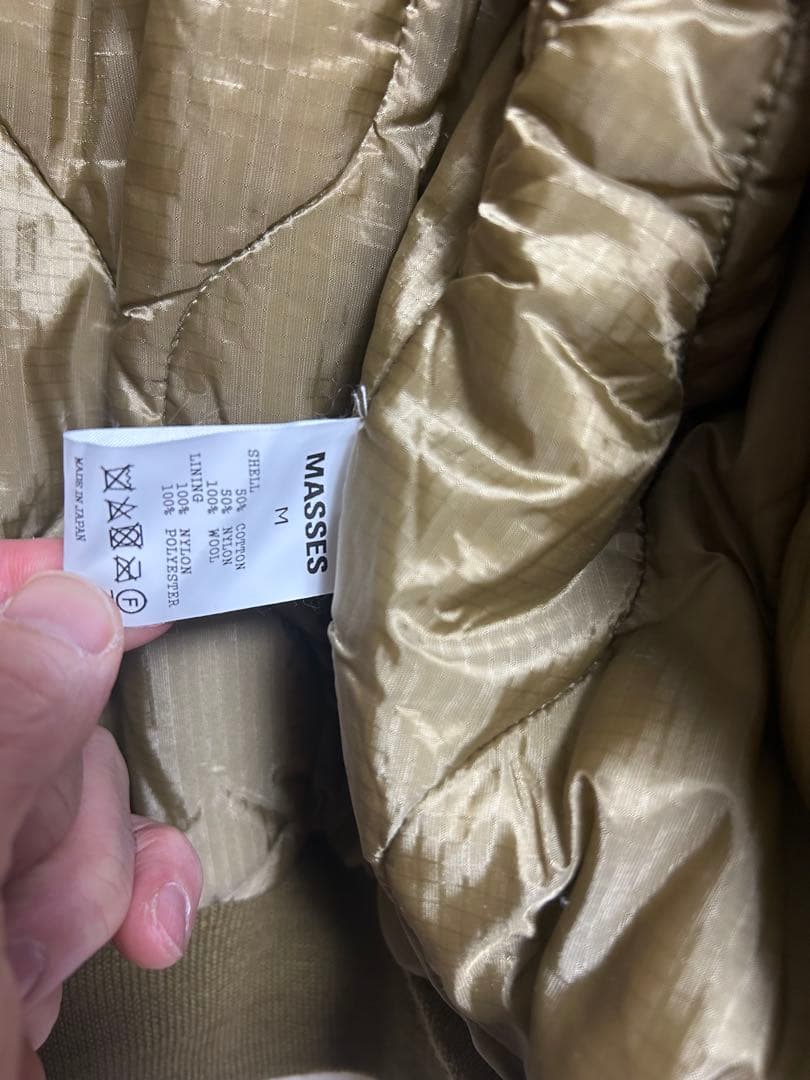 MASSES
M
SHELL
50% COTTON
50% NYLON
100% WOOL
LINING
100% NYLON
100% POLYESTER
F
MADE IN JAPAN